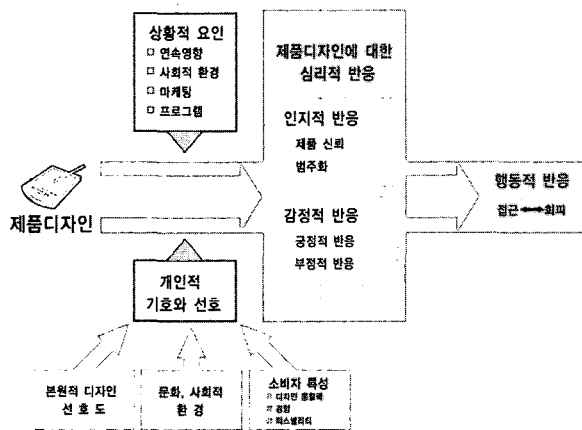 상황적 요인
□ 연속영향
□ 사회적 환경
□ 마케팅
□ 프로그램
제품디자인에 대한
심리적 반응
인지적 반응
제품 신뢰
범주화
감정적 반응
긍정적 반응
부정적 반응
행동적 반응
접근 ⟷ 회피
제품디자인
개인적
기호와 선호
본원적 디자인
선 호 도
문화, 사회적
환 경
소비자 특성
디자인 통찰력
경험
퍼스낼리티